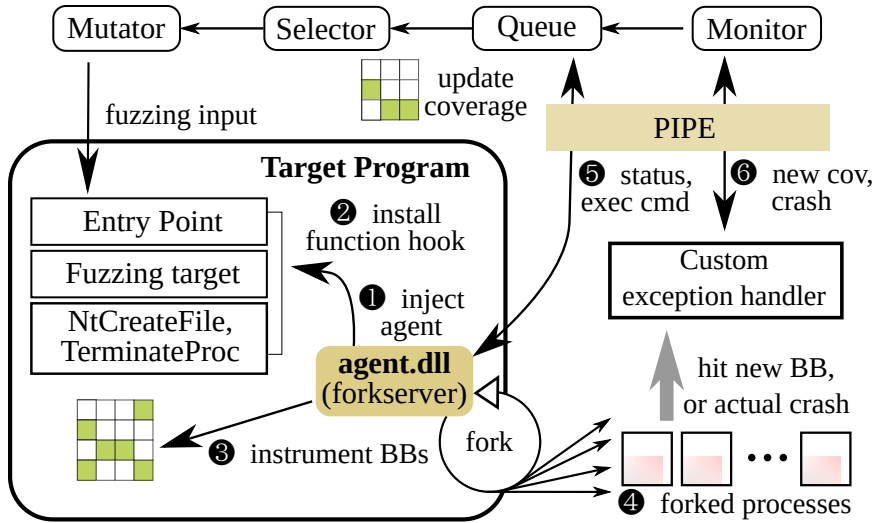 Mutator
Selector
Queue
Monitor
fuzzing input
update
coverage
PIPE
Target Program
❺ status,
exec cmd
❻ new cov,
crash
Entry Point
Fuzzing target
NtCreateFile,
TerminateProc
❷ install
function hook
❶ inject
agent
Custom
exception handler
agent.dll
(forkserver)
hit new BB,
or actual crash
fork
❸ instrument BBs
❹ forked processes